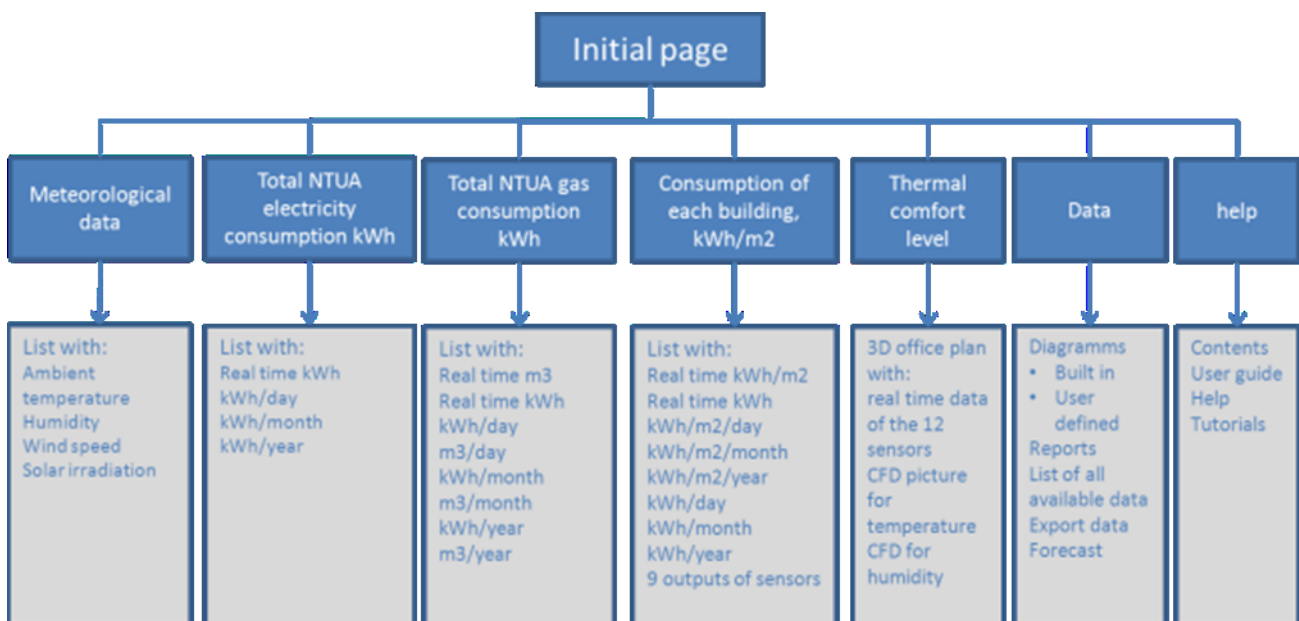 Initial page
Meteorological
data
Total NTUA
electricity
consumption kWh
Total NTUA gas
consumption
kWh
Consumption of
each building,
kWh/m2
Thermal
comfort
level
Data
help
List with:
Ambient
temperature
Humidity
Wind speed
Solar irradiation
List with:
Real time kWh
kWh/day
kWh/month
kWh/year
List with:
Real time m3
Real time kWh
kWh/day
m3/day
kWh/month
m3/month
kWh/year
m3/year
List with:
Real time kWh/m2
Real time kWh
kWh/m2/day
kWh/m2/month
kWh/m2/year
kWh/day
kWh/month
kWh/year
9 outputs of sensors
3D office plan
with:
real time data
of the 12
sensors
CFD picture
for
temperature
CFD for
humidity
Diagramms
• Built in
• User
defined
Reports
List of all
available data
Export data
Forecast
Contents
User guide
Help
Tutorials